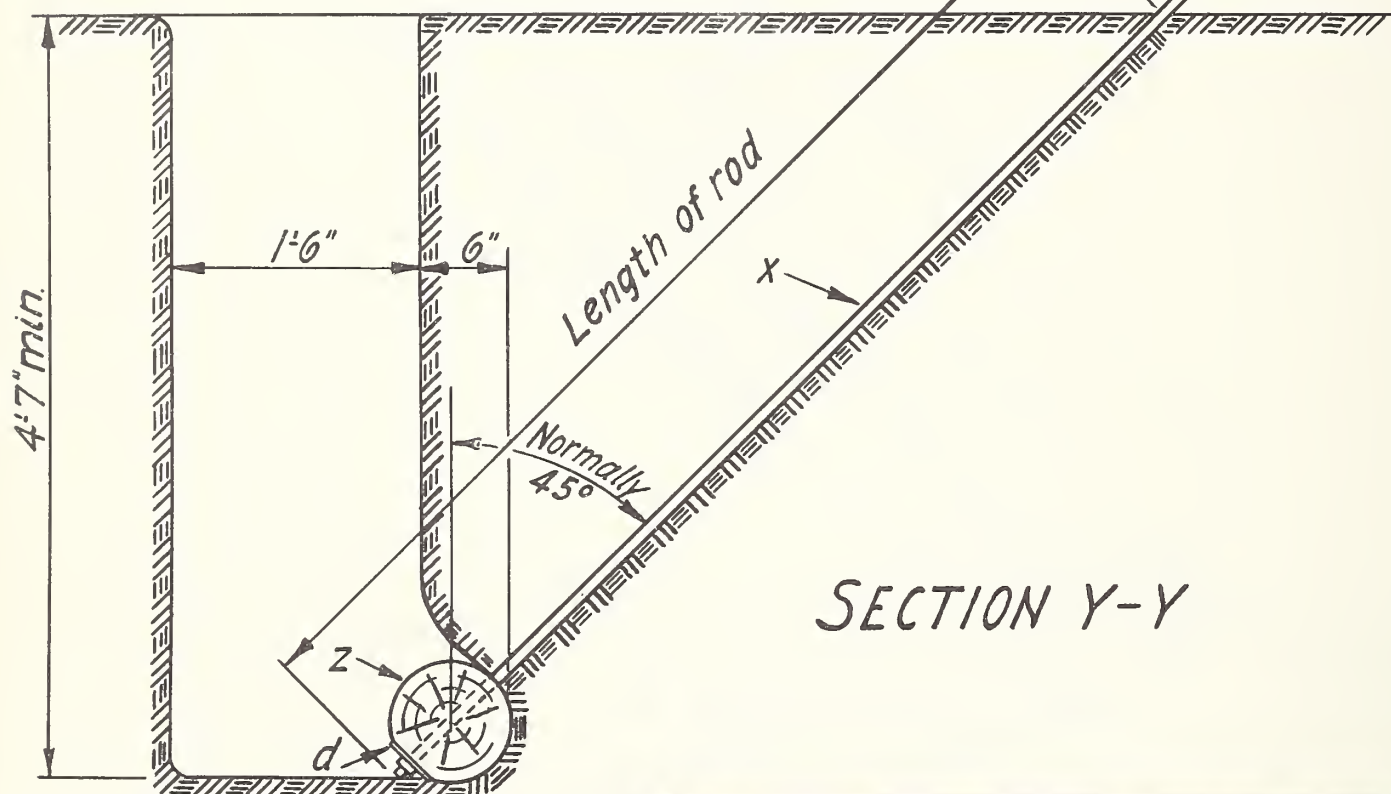 1'-6"
6"
Length of rod
x
4'-7" min.
Normally
45°
SECTION Y-Y
z
d